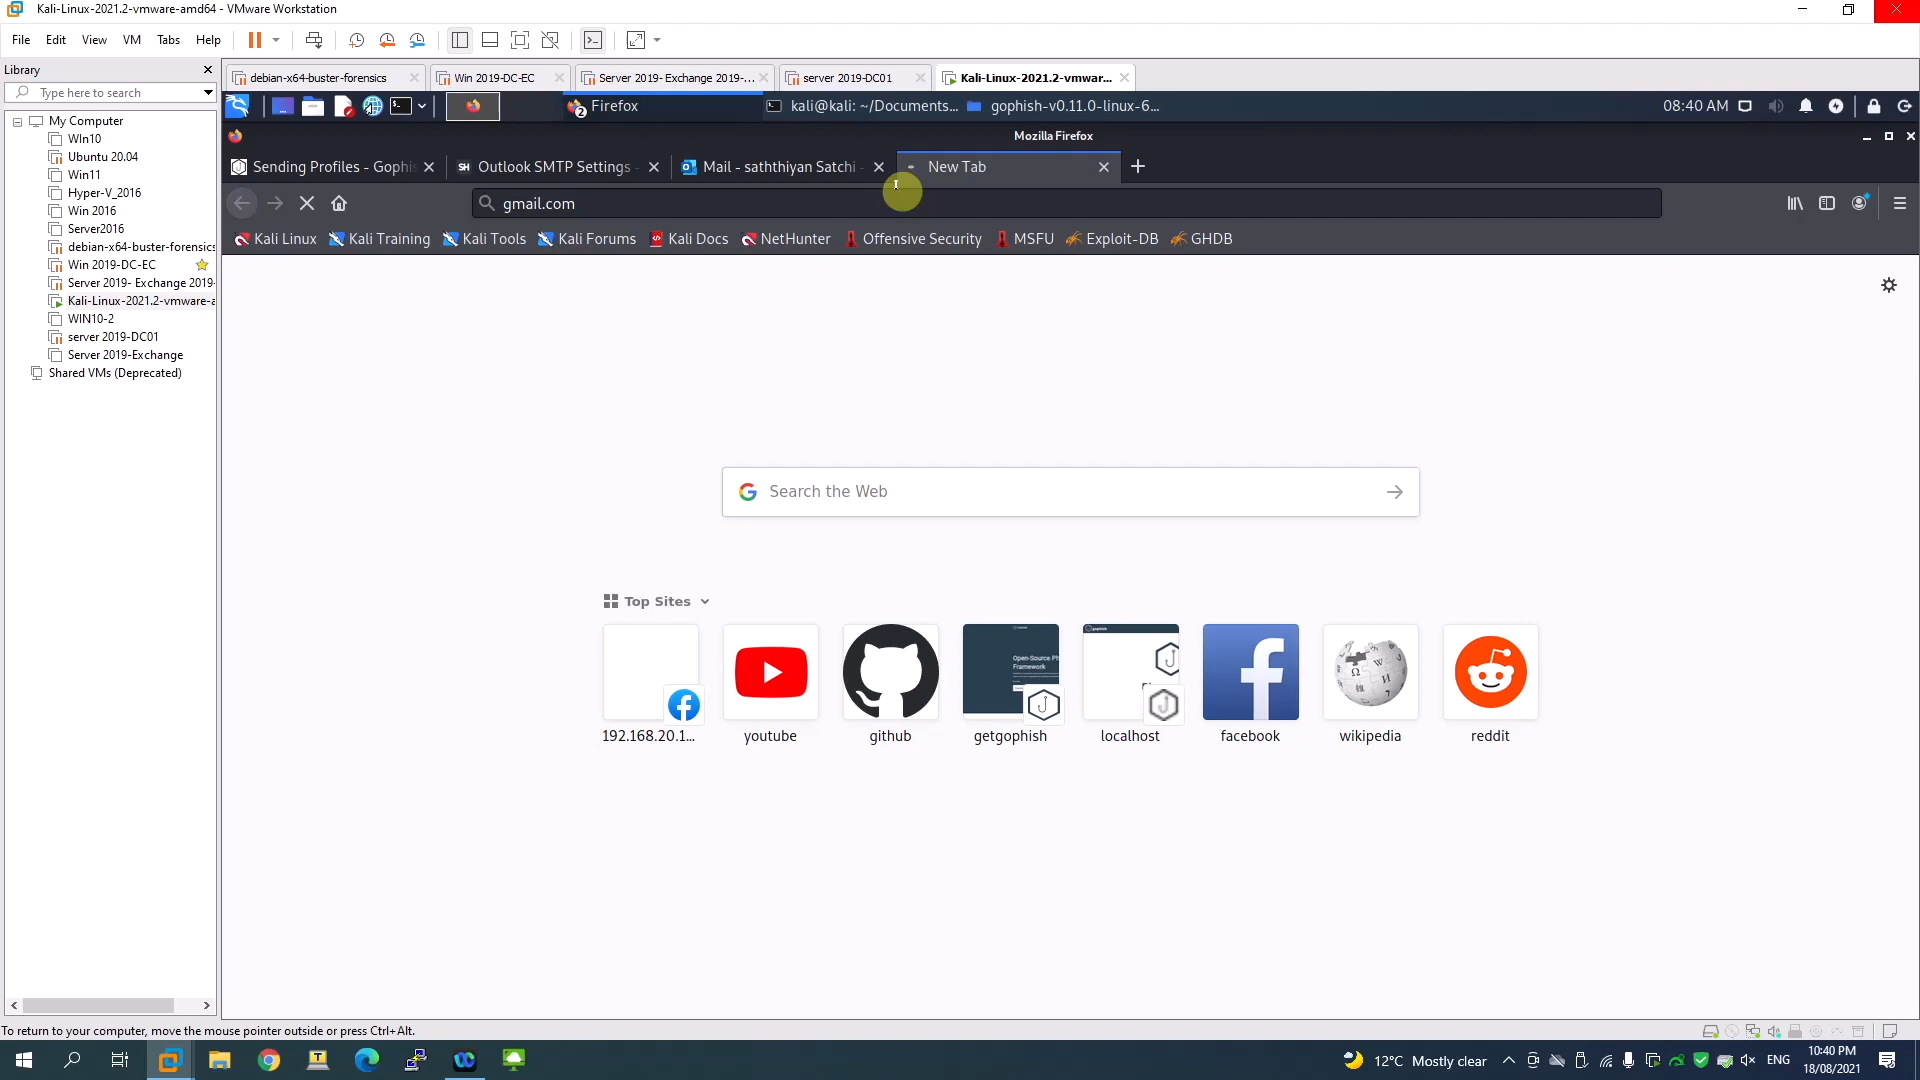 Kali-Linux-2021.2-vmware-amd64 - VMware Workstation
File Edit View VM Tabs Help
Library
Type here to search
My Computer
WIn10
Ubuntu 20.04
Win11
Hyper-V_2016
Win 2016
Server2016
debian-x64-buster-forensics
Win 2019-DC-EC
Server 2019- Exchange 2019-
Kali-Linux-2021.2-vmware-a
WIN10-2
server 2019-DC01
Server 2019-Exchange
Shared VMs (Deprecated)
debian-x64-buster-forensics Win 2019-DC-EC Server 2019- Exchange 2019-... server 2019-DC01 Kali-Linux-2021.2-vmwar...
Firefox kali@kali: ~/Documents... gophish-v0.11.0-linux-6... 08:40 AM
Mozilla Firefox
Sending Profiles - Gophis Outlook SMTP Settings - Mail - saththiyan Satchi - New Tab
gmail.com
Kali Linux Kali Training Kali Tools Kali Forums Kali Docs NetHunter Offensive Security MSFU Exploit-DB GHDB
Search the Web
Top Sites
192.168.20.1... youtube github getgophish localhost facebook wikipedia reddit
To return to your computer, move the mouse pointer outside or press Ctrl+Alt.
12°C Mostly clear ENG 10:40 PM
18/08/2021